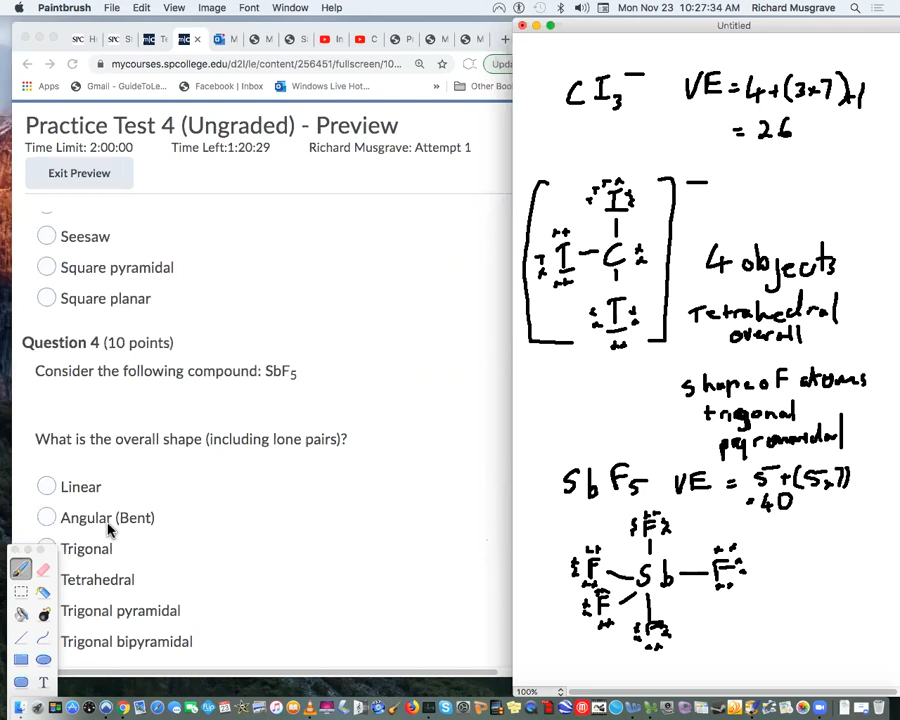 Paintbrush File Edit View Image Font Window Help
Mon Nov 23 10:27:34 AM Richard Musgrave
Untitled
mycourses.spcollege.edu/d2l/le/content/256451/fullscreen/10...
Apps Gmail - GuideToLe... Facebook | Inbox Windows Live Hot... » Other Boo
Practice Test 4 (Ungraded) - Preview
Time Limit: 2:00:00 Time Left:1:20:29 Richard Musgrave: Attempt 1
Exit Preview
Seesaw
Square pyramidal
Square planar
Question 4 (10 points)
Consider the following compound: SbF5
What is the overall shape (including lone pairs)?
Linear
Angular (Bent)
Trigonal
Tetrahedral
Trigonal pyramidal
Trigonal bipyramidal
CI3− VE = 4+(3×7)+1
= 26
I
I C
I
4 objects
Tetrahedral
overall
shape of F atoms
trigonal
pyramidal
SbF5 VE = 5+(5×7)
= 40
F
F Sb F
F
F
100%